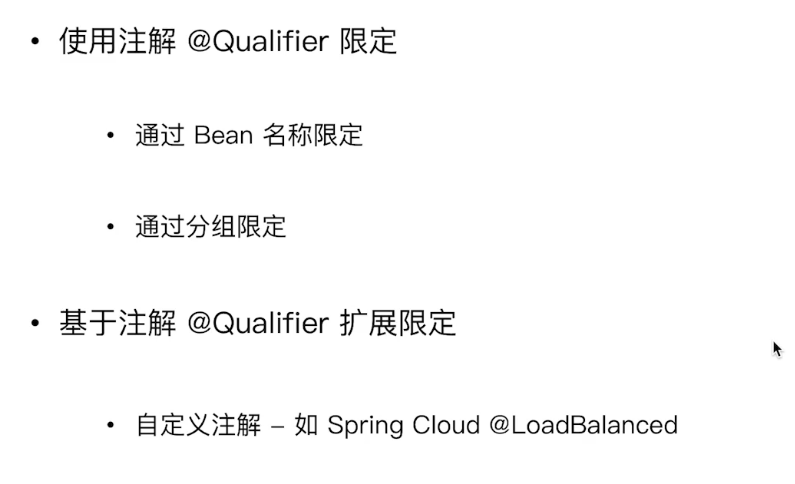 • 使用注解 @Qualifier 限定
• 通过 Bean 名称限定
• 通过分组限定
• 基于注解 @Qualifier 扩展限定
• 自定义注解 – 如 Spring Cloud @LoadBalanced